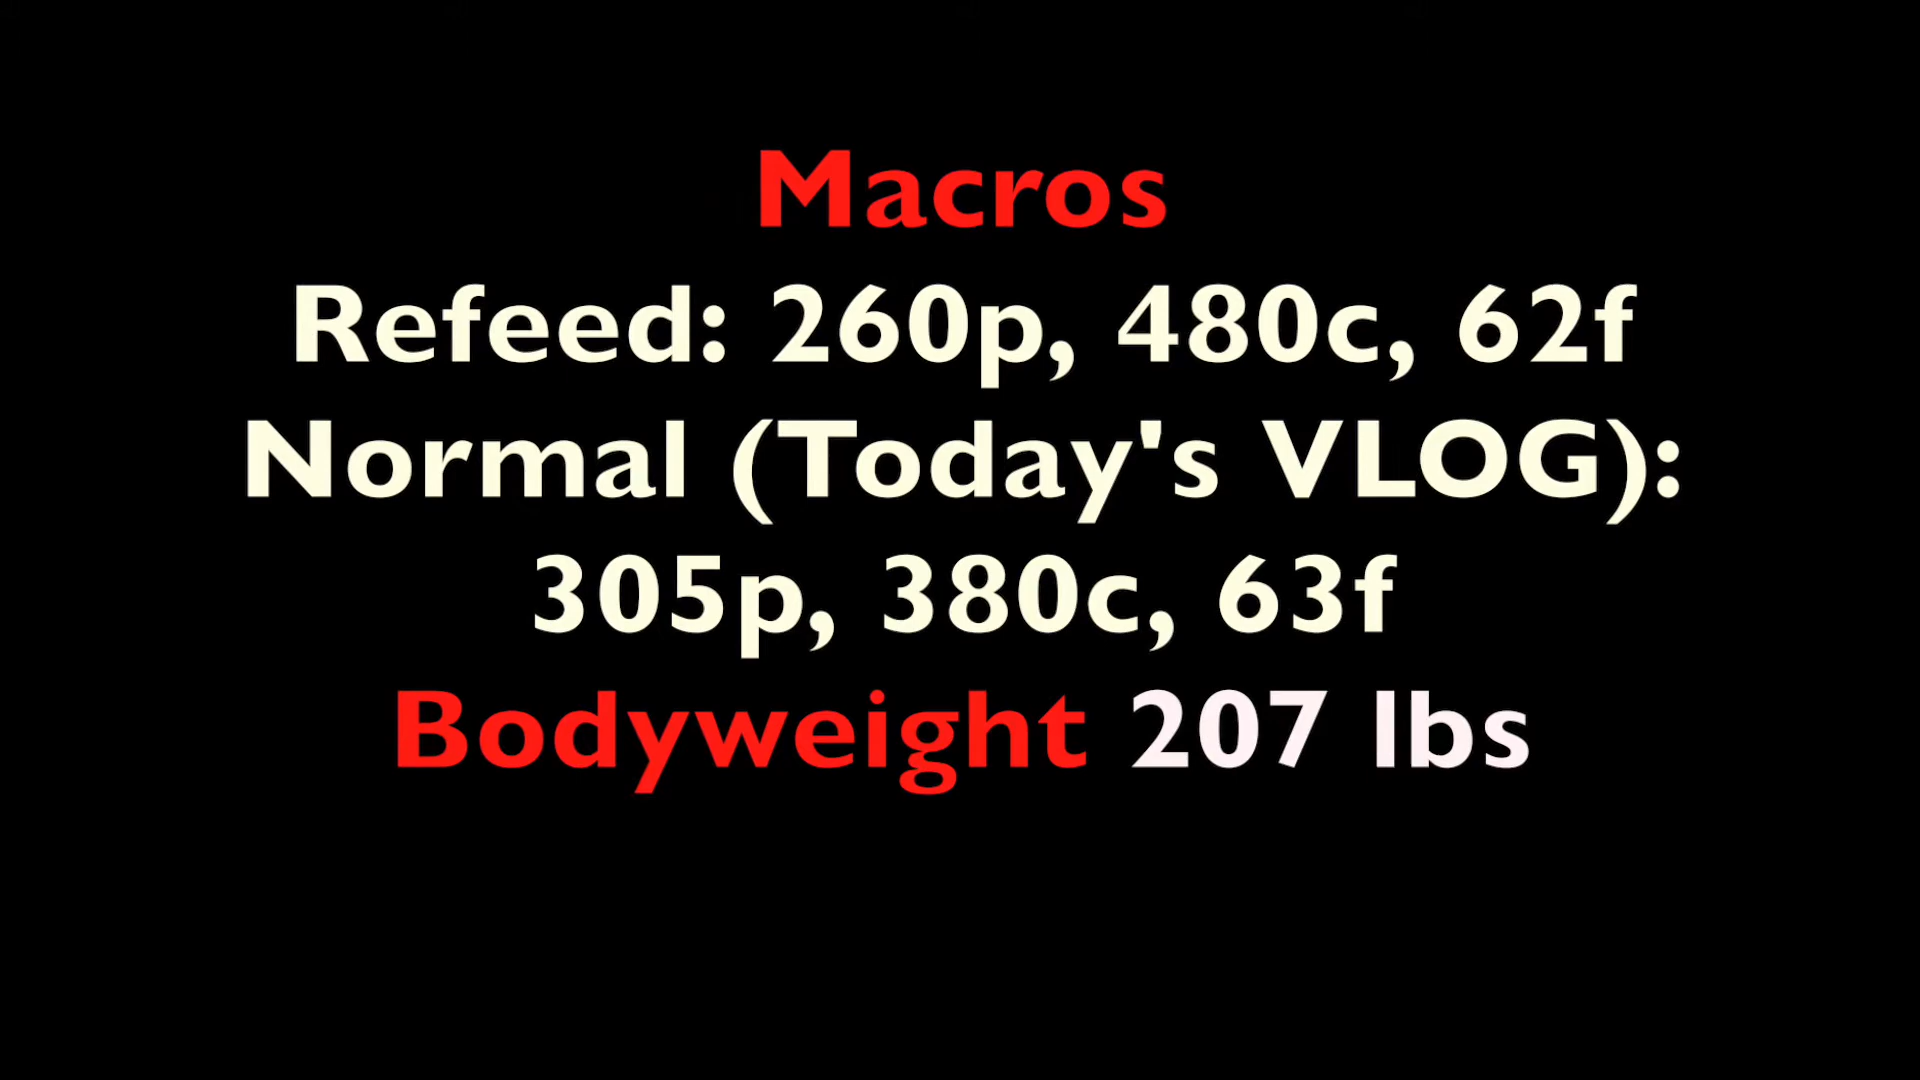 Macros
Refeed: 260p, 480c, 62f
Normal (Today's VLOG):
305p, 380c, 63f
Bodyweight 207 lbs